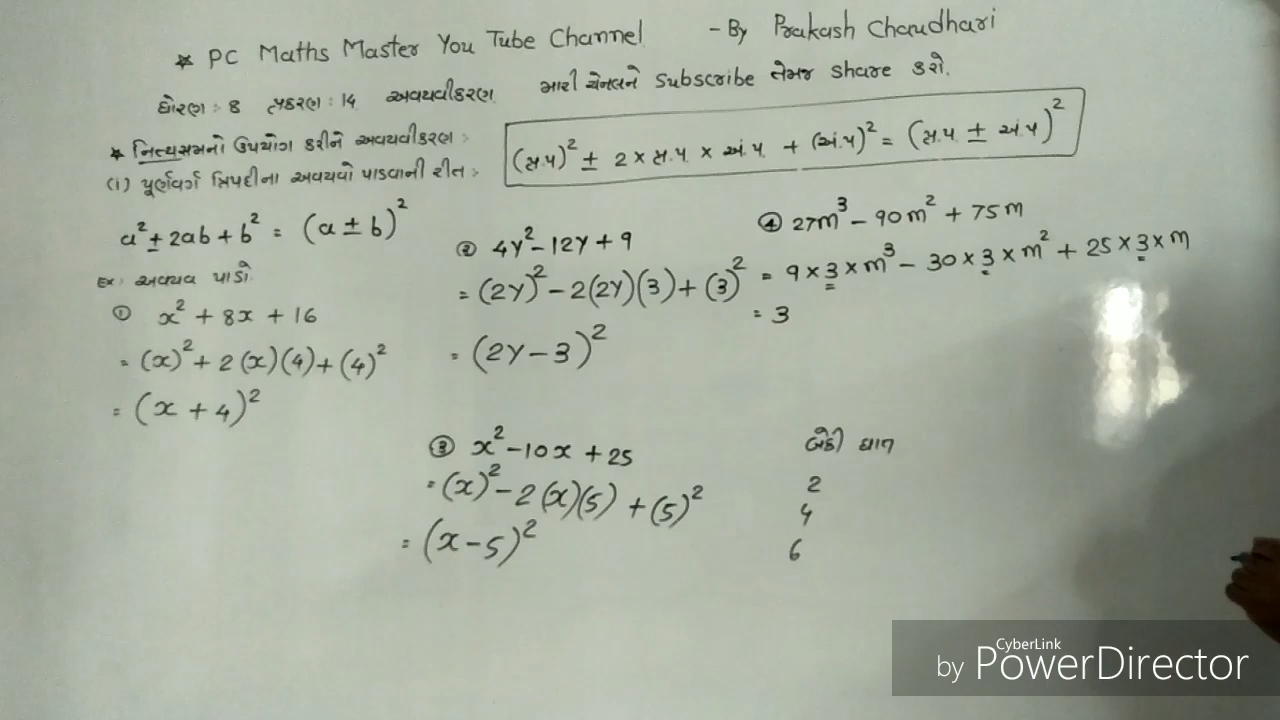 * PC Maths Master You Tube Channel - By Prakash Chaudhari
ધોરણ : 8 પ્રકરણ : 14 અવયવીકરણ મારી ચેનલને Subscribe તેમજ Share કરો.
* નિત્યસમનો ઉપયોગ કરીને અવયવીકરણ :
(સ.પ)² ± 2 × સ.પ × અં.પ + (અં.પ)² = (સ.પ ± અં.પ)²
(1) પૂર્ણવર્ગ ત્રિપદીના અવયવો પાડવાની રીત :
a² ± 2ab + b² = (a ± b)²
Ex: અવયવ પાડો
① x² + 8x + 16
= (x)² + 2(x)(4) + (4)²
= (x + 4)²
② 4y² - 12y + 9
= (2y)² - 2(2y)(3) + (3)²
= (2y - 3)²
③ x² - 10x + 25
= (x)² - 2(x)(5) + (5)²
= (x - 5)²
④ 27m³ - 90m² + 75m
= 9 × 3 × m³ - 30 × 3 × m² + 25 × 3 × m
= 3
બેકી ઘાત
2
4
6
CyberLink
by PowerDirector